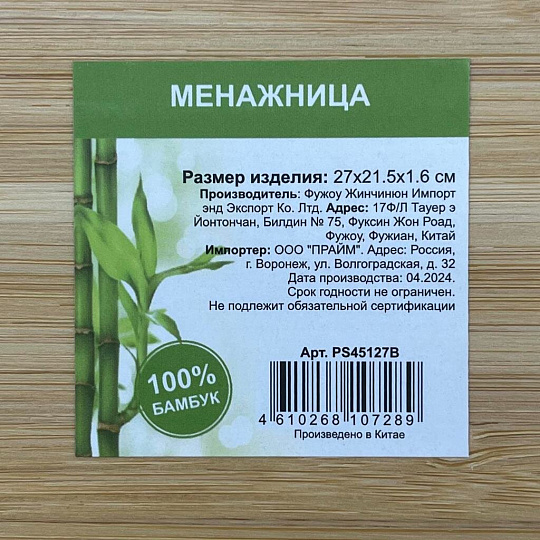 МЕНАЖНИЦА
Размер изделия: 27x21.5x1.6 см
Производитель: Фужоу Жинчинюн Импорт
энд Экспорт Ко. Лтд. Адрес: 17Ф/Л Тауер э
Йонтончан, Билдин № 75, Фуксин Жон Роад,
Фужоу, Фужиан, Китай
Импортер: ООО "ПРАЙМ". Адрес: Россия,
г. Воронеж, ул. Волгоградская, д. 32
Дата производства: 04.2024.
Срок годности не ограничен.
Не подлежит обязательной сертификации
Арт. PS45127B
100%
БАМБУК
4 610268 107289
Произведено в Китае